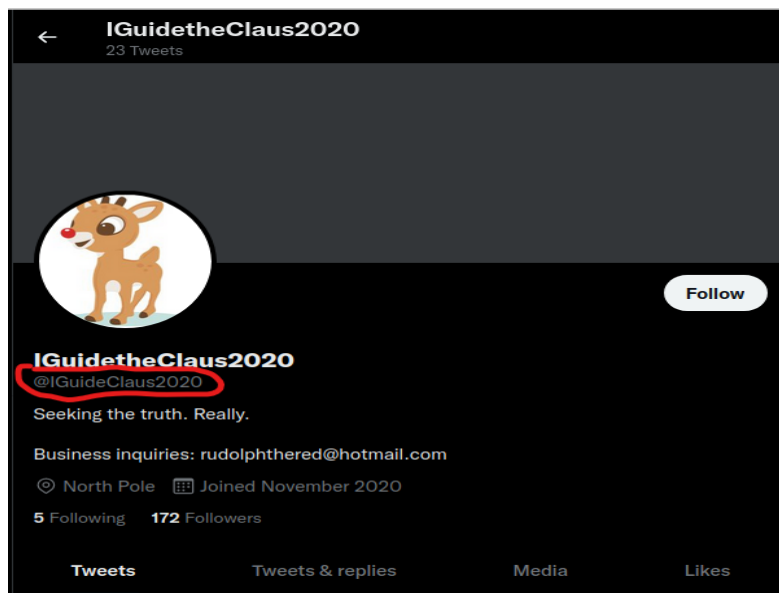 IGuidetheClaus2020
23 Tweets
Follow
IGuidetheClaus2020
@IGuideClaus2020
Seeking the truth. Really.
Business inquiries: rudolphthered@hotmail.com
North Pole Joined November 2020
5 Following 172 Followers
Tweets Tweets & replies Media Likes